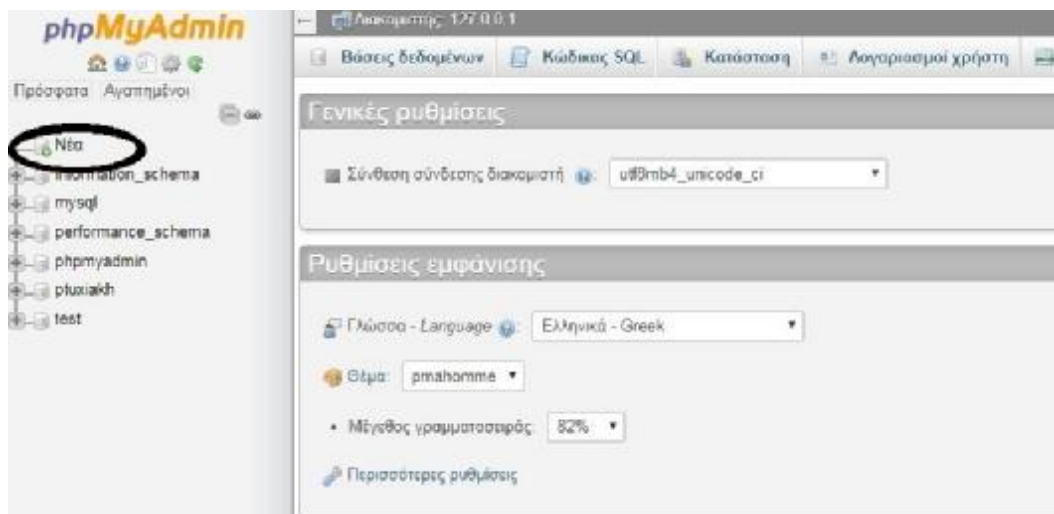 phpMyAdmin
Πρόσφατα Αγαπημένοι
Νέα
information_schema
mysql
performance_schema
phpmyadmin
ptuxiakh
test
Διακομιστής: 127.0.0.1
Βάσεις δεδομένων Κώδικας SQL Κατάσταση Λογαριασμοί χρήστη
Γενικές ρυθμίσεις
Σύνθεση σύνδεσης διακομιστή : utf8mb4_unicode_ci
Ρυθμίσεις εμφάνισης
Γλώσσα - Language : Ελληνικά - Greek
Θέμα: pmahomme
• Μέγεθος γραμματοσειράς: 82%
Περισσότερες ρυθμίσεις